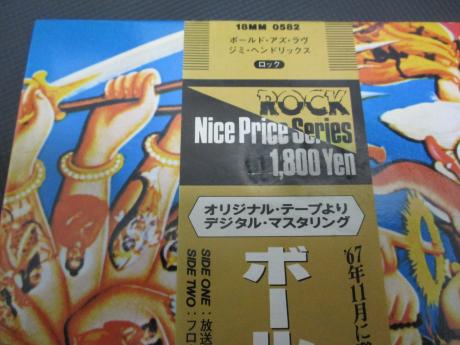 18MM 0582
ボールド・アズ・ラヴ
ジミ・ヘンドリックス
ロック
ROCK
Nice Price Series
1,800 Yen
オリジナル・テープより
デジタル・マスタリング
'67年11月に
ボール
SIDE ONE：放送
SIDE TWO：フロ